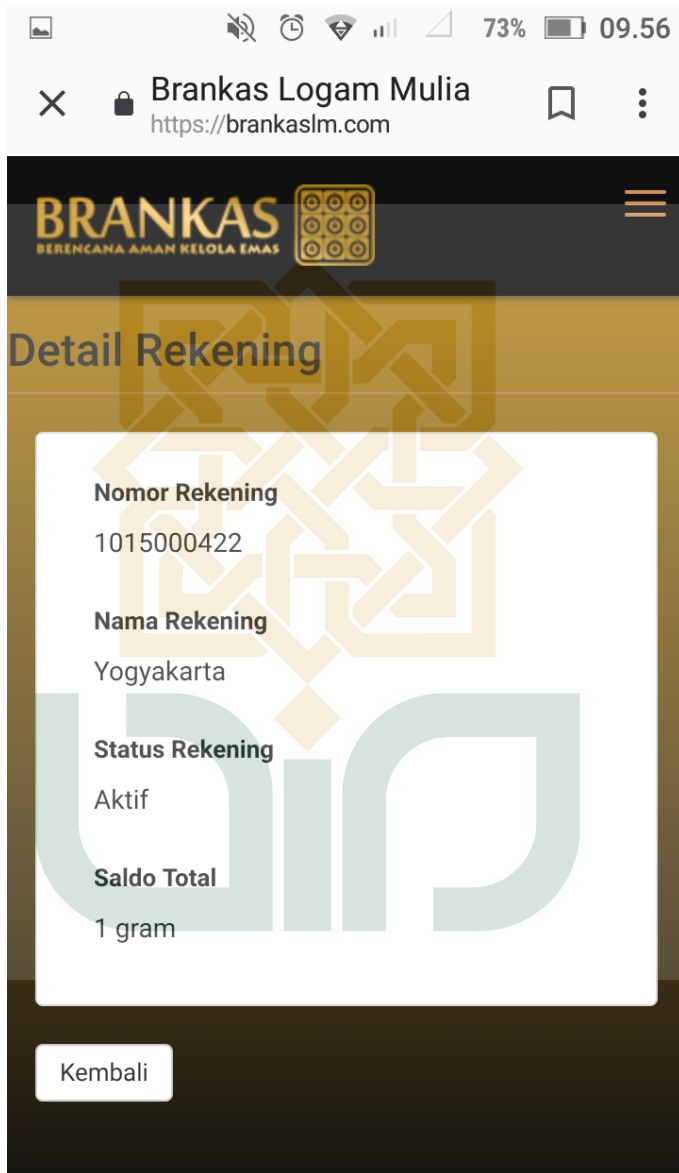 73% 09.56
Brankas Logam Mulia
https://brankaslm.com
BRANKAS
BERENCANA AMAN KELOLA EMAS
Detail Rekening
Nomor Rekening
1015000422
Nama Rekening
Yogyakarta
Status Rekening
Aktif
Saldo Total
1 gram
Kembali